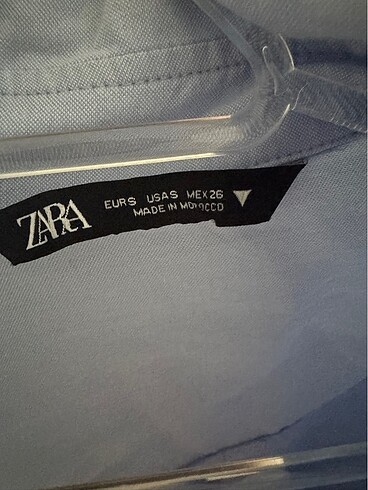 ZARA
EUR S USA S MEX 26
MADE IN MOROCCO